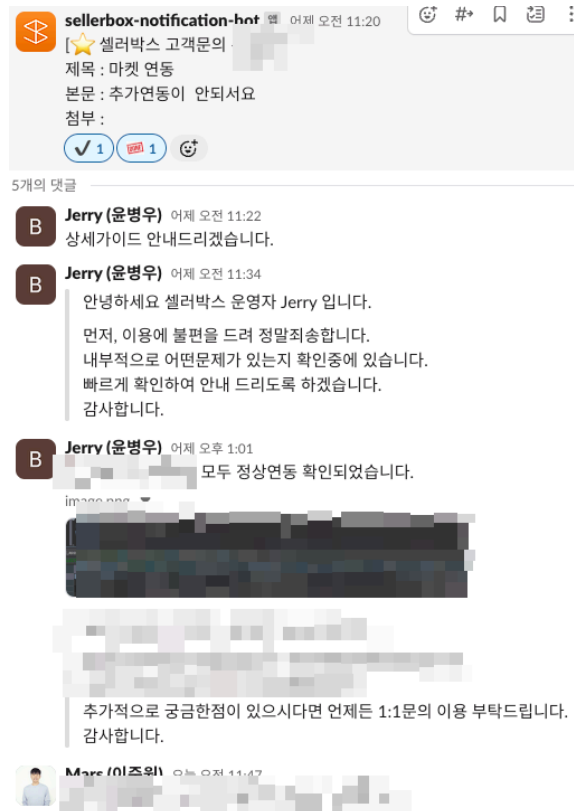 sellerbox-notification-bot 앱 어제 오전 11:20
[⭐ 셀러박스 고객문의
제목 : 마켓 연동
본문 : 추가연동이  안되서요
첨부 :
1 1
5개의 댓글
B Jerry (윤병우) 어제 오전 11:22
상세가이드 안내드리겠습니다.
B Jerry (윤병우) 어제 오전 11:34
안녕하세요 셀러박스 운영자 Jerry 입니다.
먼저, 이용에 불편을 드려 정말죄송합니다.
내부적으로 어떤문제가 있는지 확인중에 있습니다.
빠르게 확인하여 안내 드리도록 하겠습니다.
감사합니다.
B Jerry (윤병우) 어제 오후 1:01
모두 정상연동 확인되었습니다.
image.png
추가적으로 궁금한점이 있으시다면 언제든 1:1문의 이용 부탁드립니다.
감사합니다.
Mars (이주원) 오늘 오전 11:47